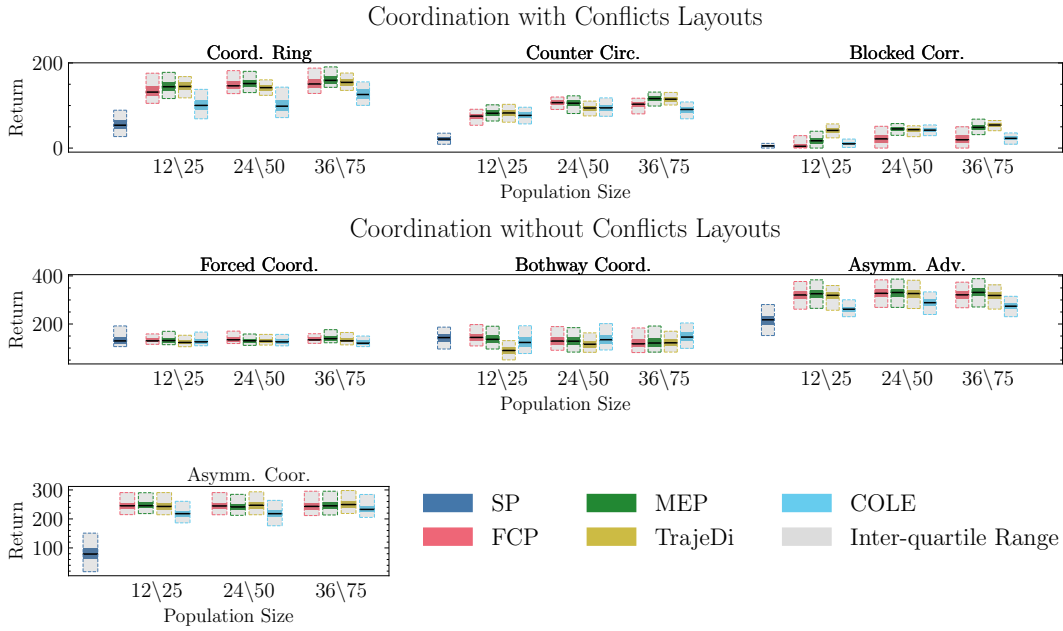 Coordination with Conflicts Layouts
Coord. Ring Counter Circ. Blocked Corr.
200
0
Return
12\25 24\50 36\75 12\25 24\50 36\75 12\25 24\50 36\75
Population Size
Coordination without Conflicts Layouts
Forced Coord. Bothway Coord. Asymm. Adv.
400
200
Return
12\25 24\50 36\75 12\25 24\50 36\75 12\25 24\50 36\75
Population Size
Asymm. Coor.
300
200
100
Return
12\25 24\50 36\75
Population Size
SP MEP COLE
FCP TrajeDi Inter-quartile Range